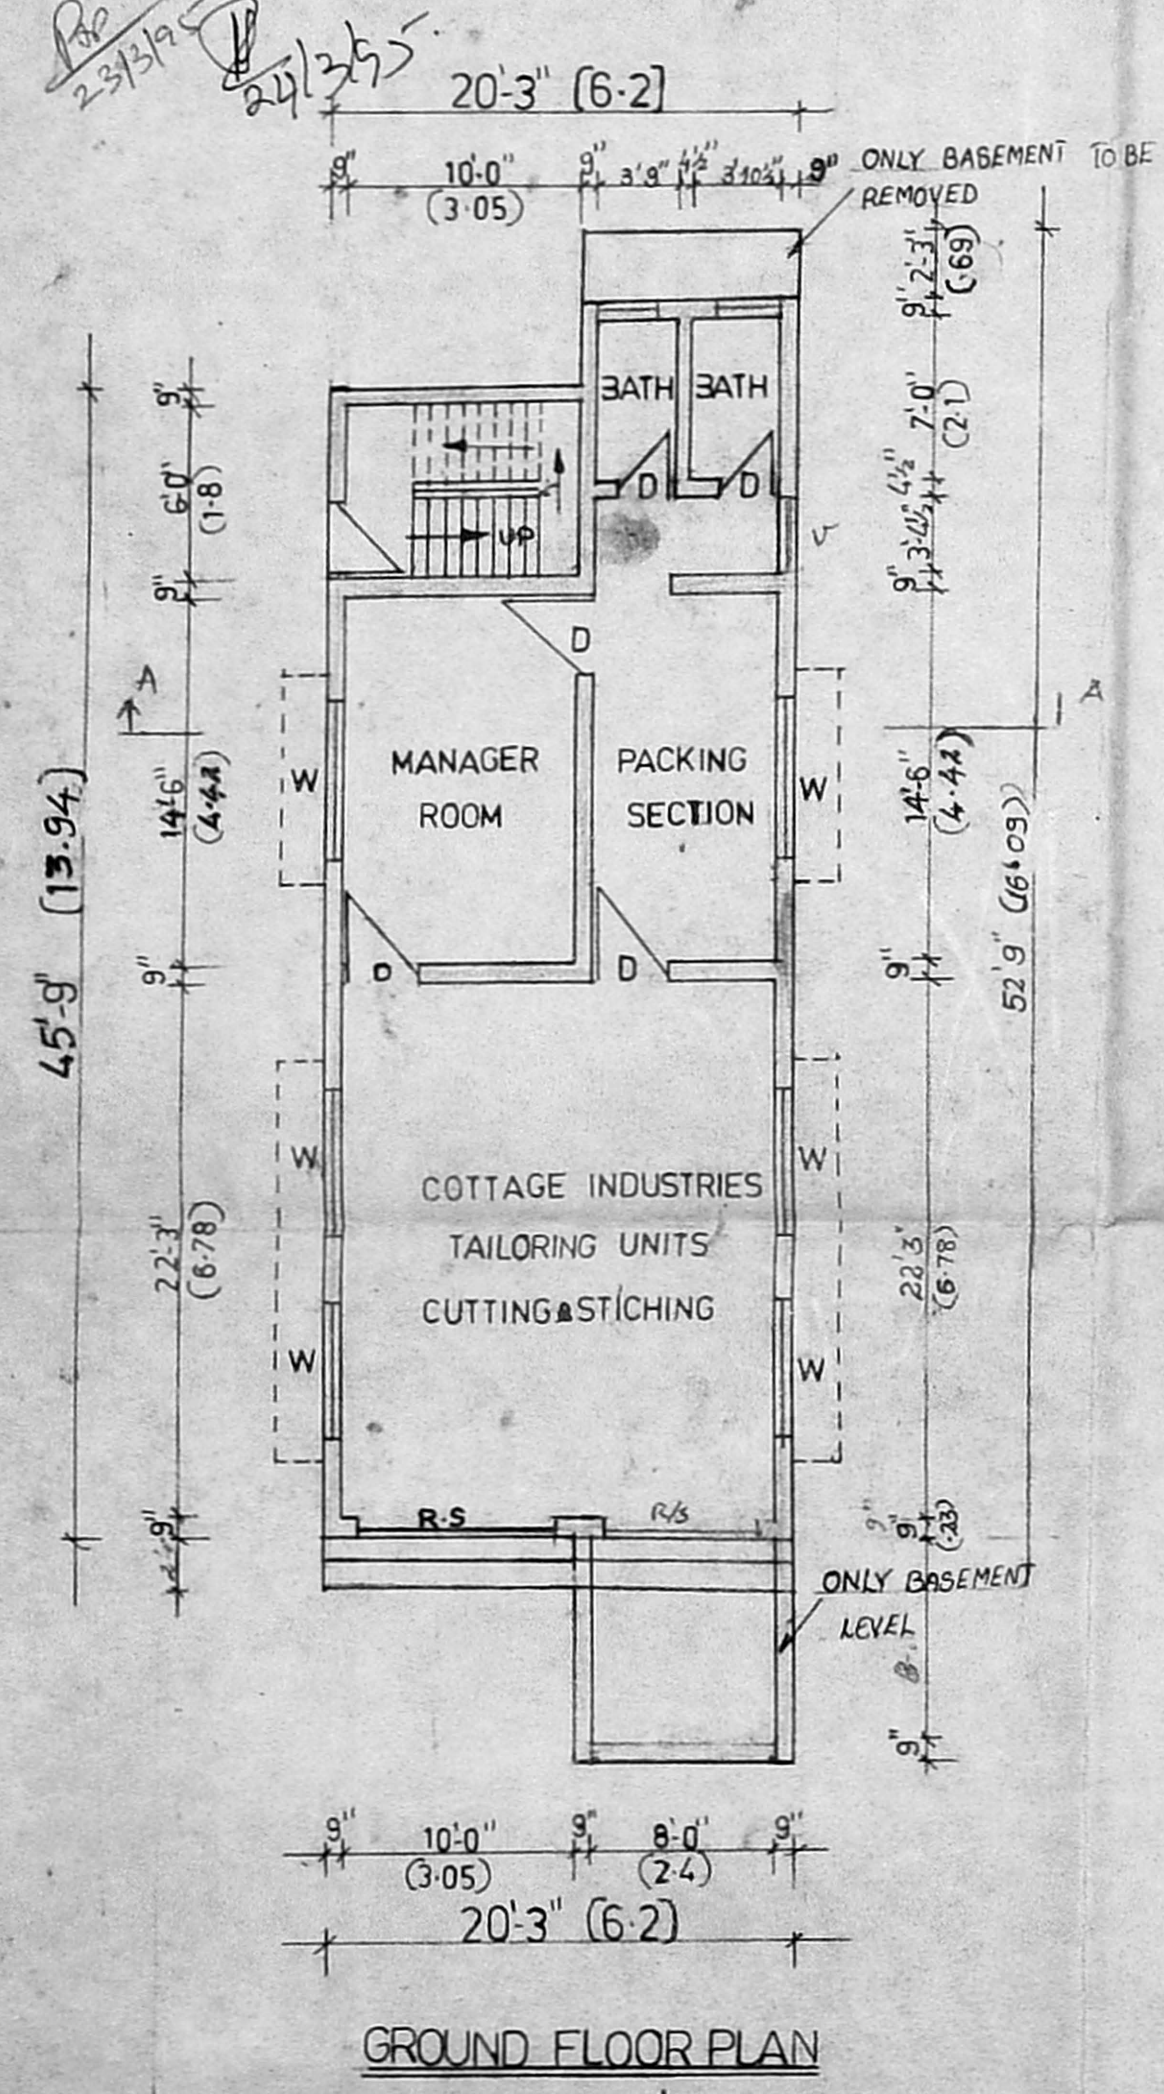 23/3/95
24/3/95
20'-3" (6.2)
9" 10'-0" 9" 3'9" 4½" 3'10½" 9"
(3.05)
ONLY BASEMENT TO BE
REMOVED
2'-3"
(.69)
9"
BATH BATH
7'-0"
(2.1)
9"
6'-0"
(1.8)
9"
D D
4½"
3'-4½"
9"
UP
D
A
A
MANAGER
ROOM
PACKING
SECTION
W W
14'-6"
(4.42)
14'-6"
(4.42)
45'-9" (13.94)
52'9" (16.09)
9"
D D
9"
W W
COTTAGE INDUSTRIES
TAILORING UNITS
CUTTING & STICHING
22'-3"
(6.78)
22'3"
(6.78)
W W
R.S R/S
9"
9"
9"
(.23)
ONLY BASEMENT
LEVEL
9"
9" 10'-0" 9" 8'-0" 9"
(3.05) (2.4)
20'-3" (6.2)
GROUND FLOOR PLAN